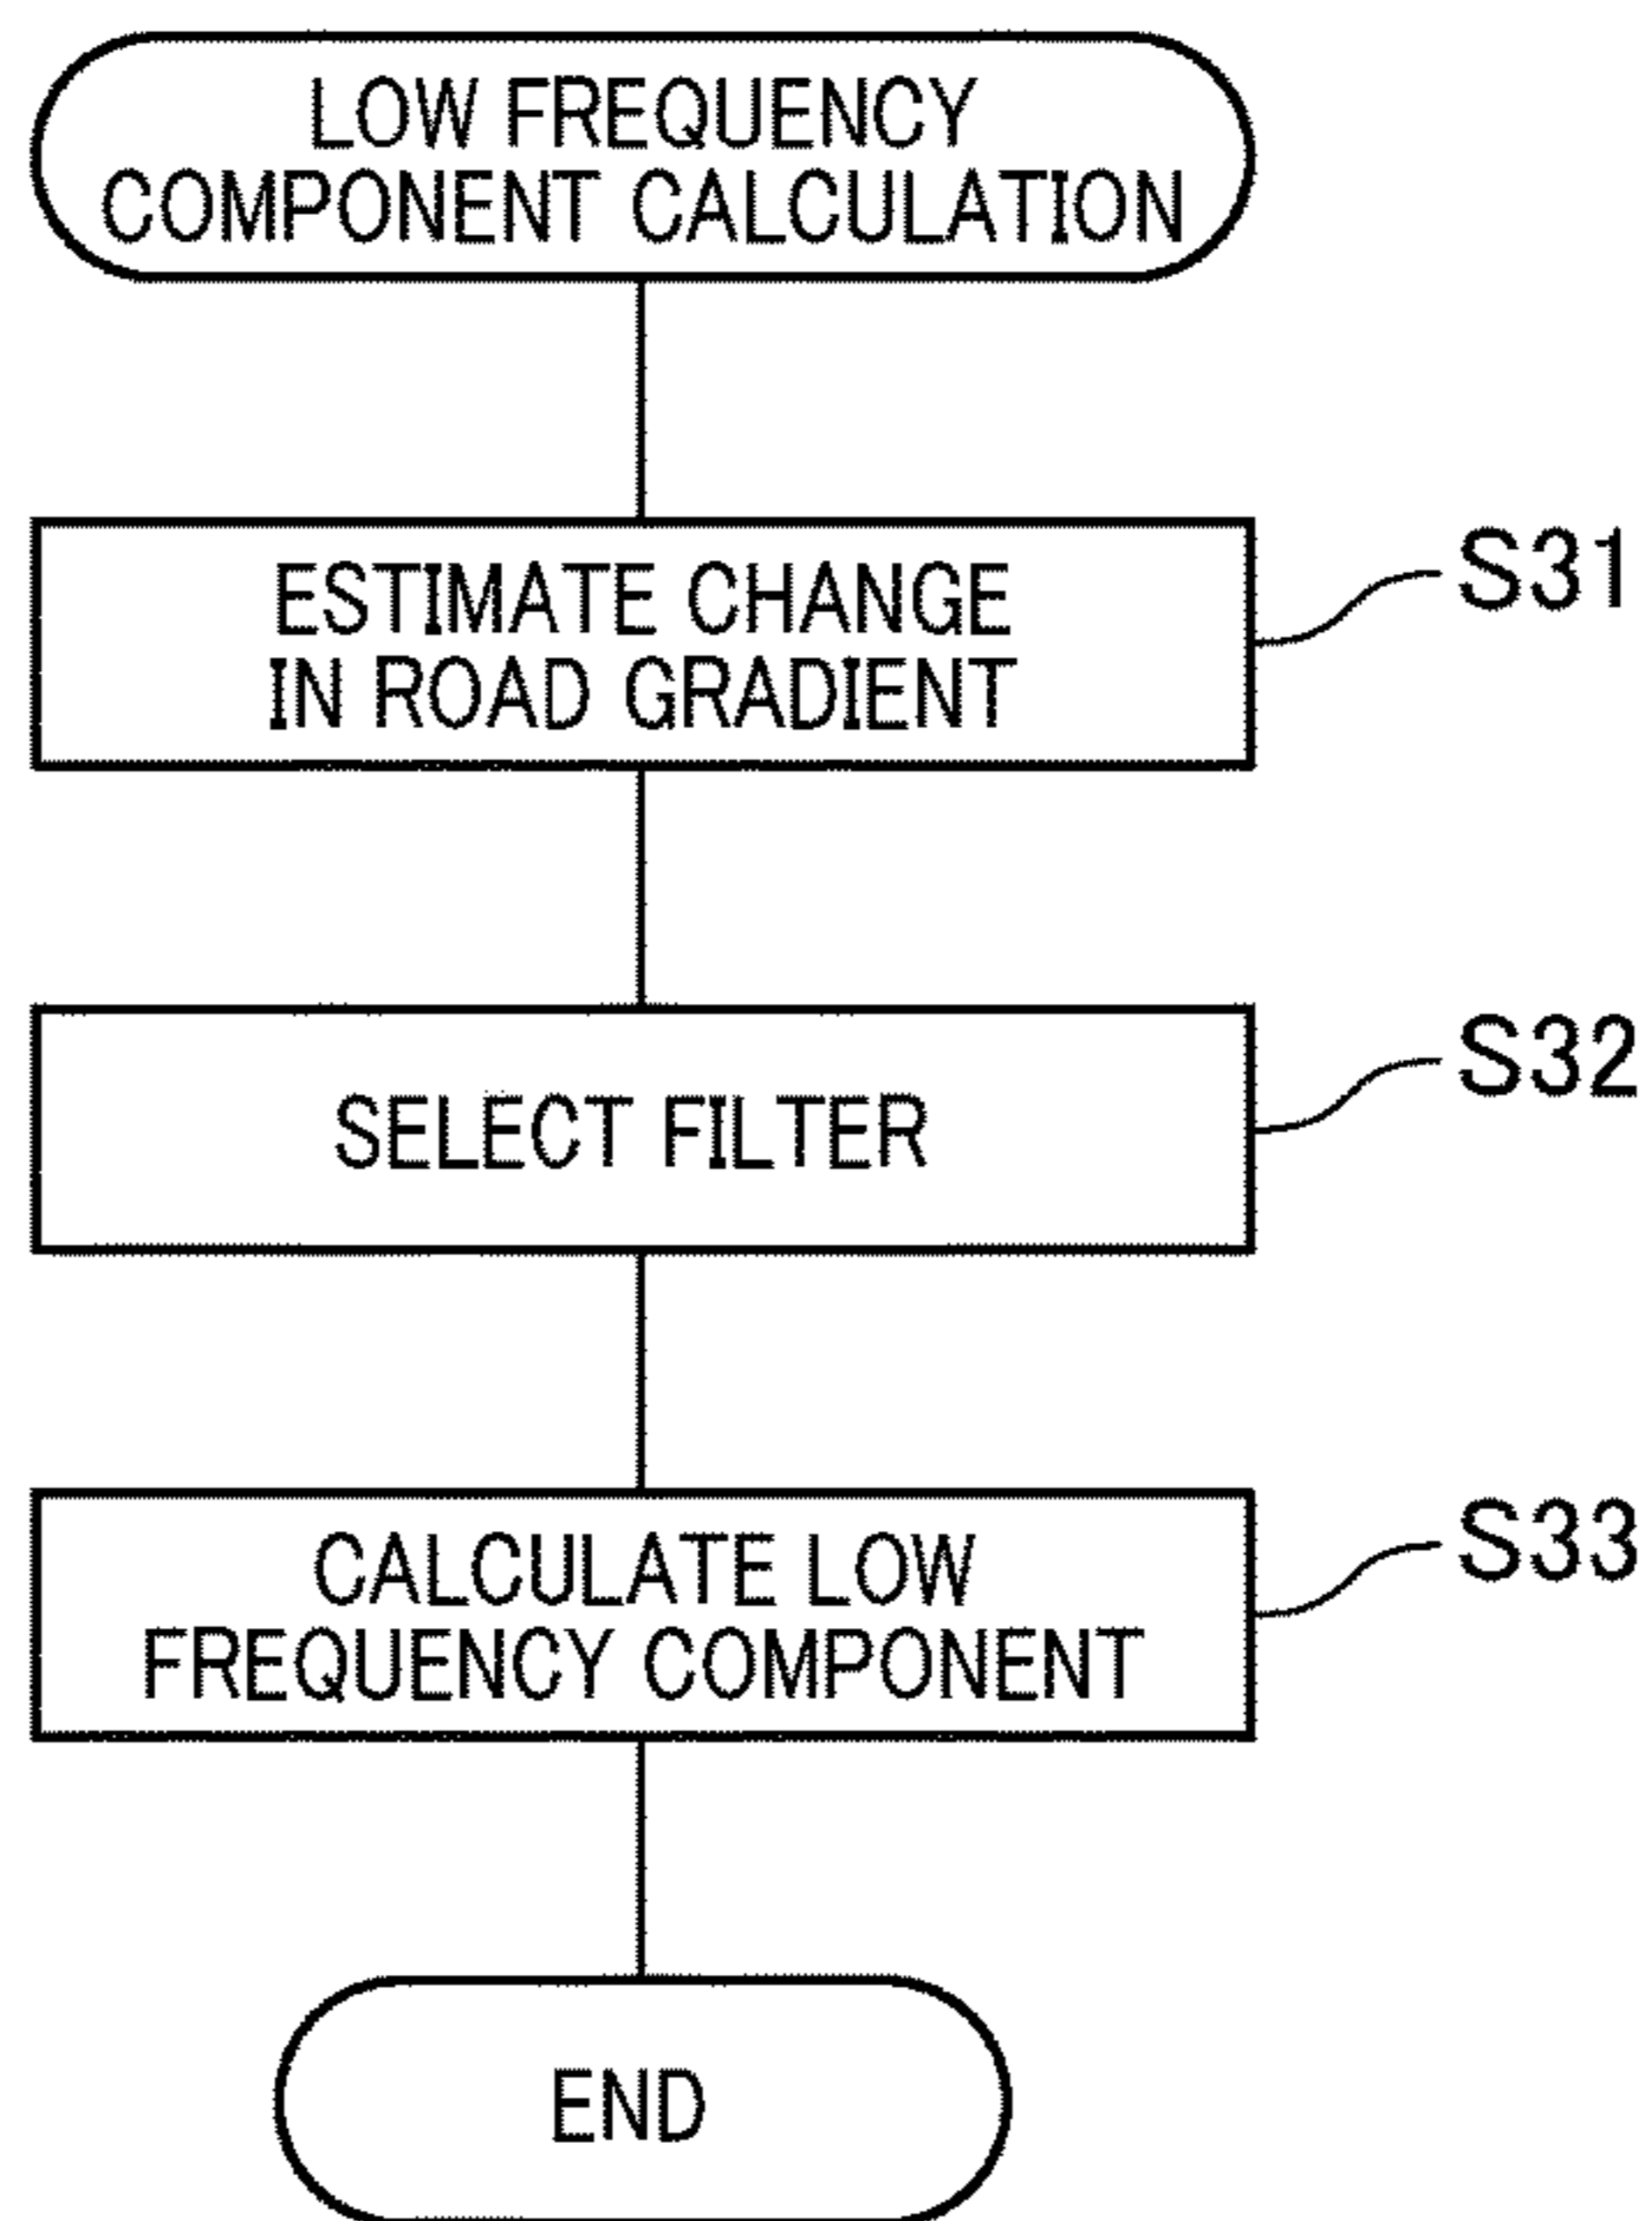 LOW FREQUENCY
COMPONENT CALCULATION
ESTIMATE CHANGE
IN ROAD GRADIENT
S31
SELECT FILTER
S32
CALCULATE LOW
FREQUENCY COMPONENT
S33
END